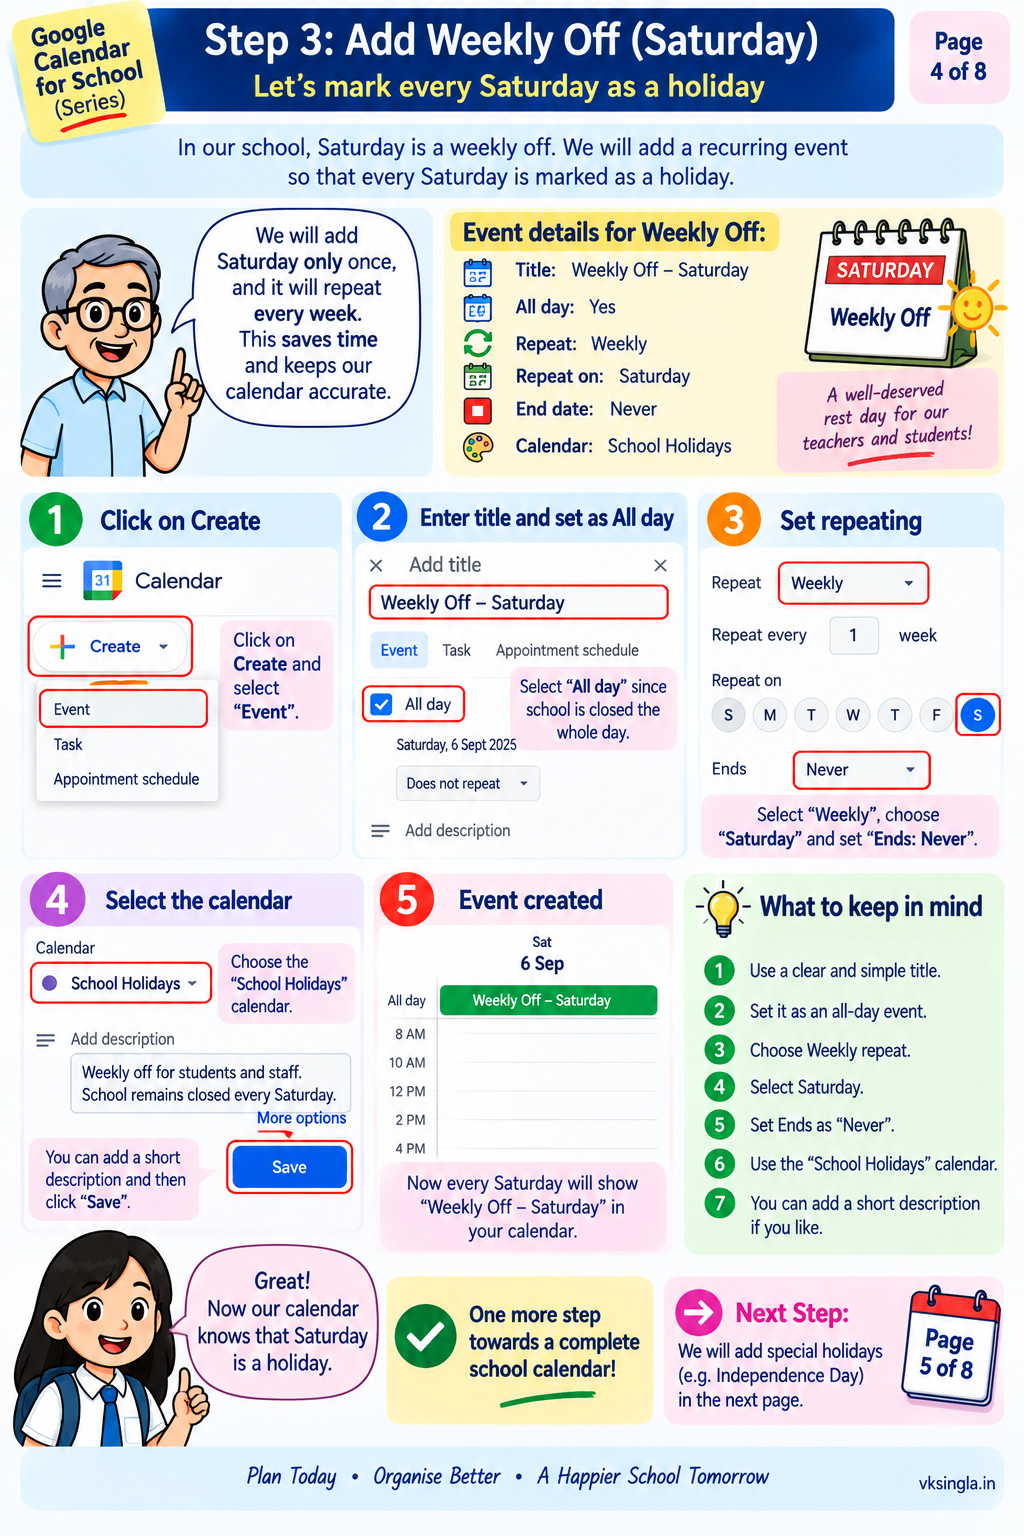 Google
Calendar
for School
(Series)
Step 3: Add Weekly Off (Saturday)
Let's mark every Saturday as a holiday
Page
4 of 8
In our school, Saturday is a weekly off. We will add a recurring event
so that every Saturday is marked as a holiday.
We will add
Saturday only once,
and it will repeat
every week.
This saves time
and keeps our
calendar accurate.
Event details for Weekly Off:
Title: Weekly Off – Saturday
All day: Yes
Repeat: Weekly
Repeat on: Saturday
End date: Never
Calendar: School Holidays
SATURDAY
Weekly Off
A well-deserved
rest day for our
teachers and students!
1 Click on Create
31 Calendar
Create
Event
Task
Appointment schedule
Click on
Create and
select
“Event”.
2 Enter title and set as All day
Add title
Weekly Off – Saturday
Event Task Appointment schedule
All day
Select “All day” since
school is closed the
whole day.
Saturday, 6 Sept 2025
Does not repeat
Add description
3 Set repeating
Repeat Weekly
Repeat every 1 week
Repeat on
S M T W T F S
Ends Never
Select “Weekly”, choose
“Saturday” and set “Ends: Never”.
4 Select the calendar
Calendar
School Holidays
Choose the
“School Holidays”
calendar.
Add description
Weekly off for students and staff.
School remains closed every Saturday.
More options
You can add a short
description and then
click “Save”.
Save
5 Event created
Sat
6 Sep
All day Weekly Off – Saturday
8 AM
10 AM
12 PM
2 PM
4 PM
Now every Saturday will show
“Weekly Off – Saturday” in
your calendar.
What to keep in mind
1 Use a clear and simple title.
2 Set it as an all-day event.
3 Choose Weekly repeat.
4 Select Saturday.
5 Set Ends as “Never”.
6 Use the “School Holidays” calendar.
7 You can add a short description
if you like.
Great!
Now our calendar
knows that Saturday
is a holiday.
One more step
towards a complete
school calendar!
Next Step:
We will add special holidays
(e.g. Independence Day)
in the next page.
Page
5 of 8
Plan Today • Organise Better • A Happier School Tomorrow
vksingla.in